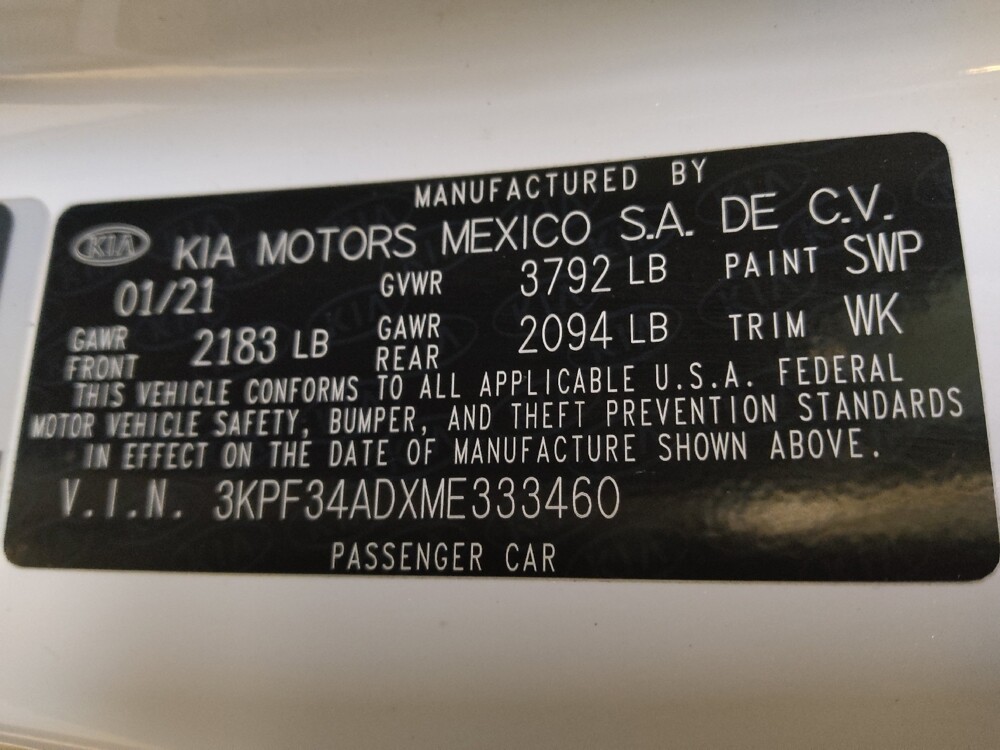 MANUFACTURED BY
KIA KIA MOTORS MEXICO S.A. DE C.V.
01/21 GVWR 3792 LB PAINT SWP
GAWR FRONT 2183 LB GAWR REAR 2094 LB TRIM WK
THIS VEHICLE CONFORMS TO ALL APPLICABLE U.S.A. FEDERAL
MOTOR VEHICLE SAFETY, BUMPER, AND THEFT PREVENTION STANDARDS
IN EFFECT ON THE DATE OF MANUFACTURE SHOWN ABOVE.
V.I.N. 3KPF34ADXME333460
PASSENGER CAR